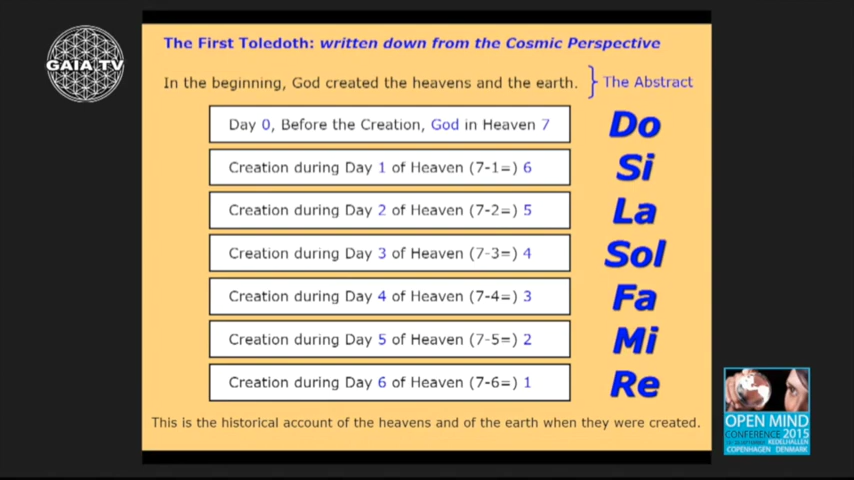 GAIA.TV
The First Toledoth: written down from the Cosmic Perspective
In the beginning, God created the heavens and the earth. } The Abstract
Day 0, Before the Creation, God in Heaven 7 Do
Creation during Day 1 of Heaven (7-1=) 6 Si
Creation during Day 2 of Heaven (7-2=) 5 La
Creation during Day 3 of Heaven (7-3=) 4 Sol
Creation during Day 4 of Heaven (7-4=) 3 Fa
Creation during Day 5 of Heaven (7-5=) 2 Mi
Creation during Day 6 of Heaven (7-6=) 1 Re
This is the historical account of the heavens and of the earth when they were created.
OPEN MIND
CONFERENCE 2015
COPENHAGEN DENMARK